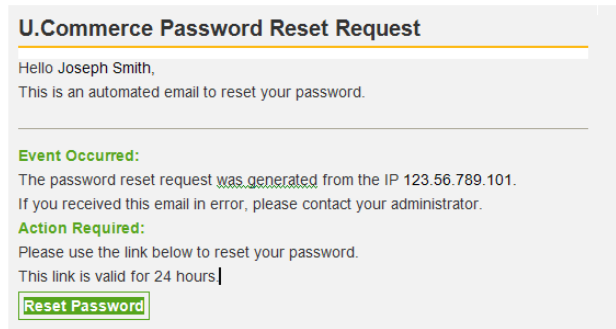 U.Commerce Password Reset Request
Hello Joseph Smith,
This is an automated email to reset your password.
Event Occurred:
The password reset request was generated from the IP 123.56.789.101.
If you received this email in error, please contact your administrator.
Action Required:
Please use the link below to reset your password.
This link is valid for 24 hours.
Reset Password